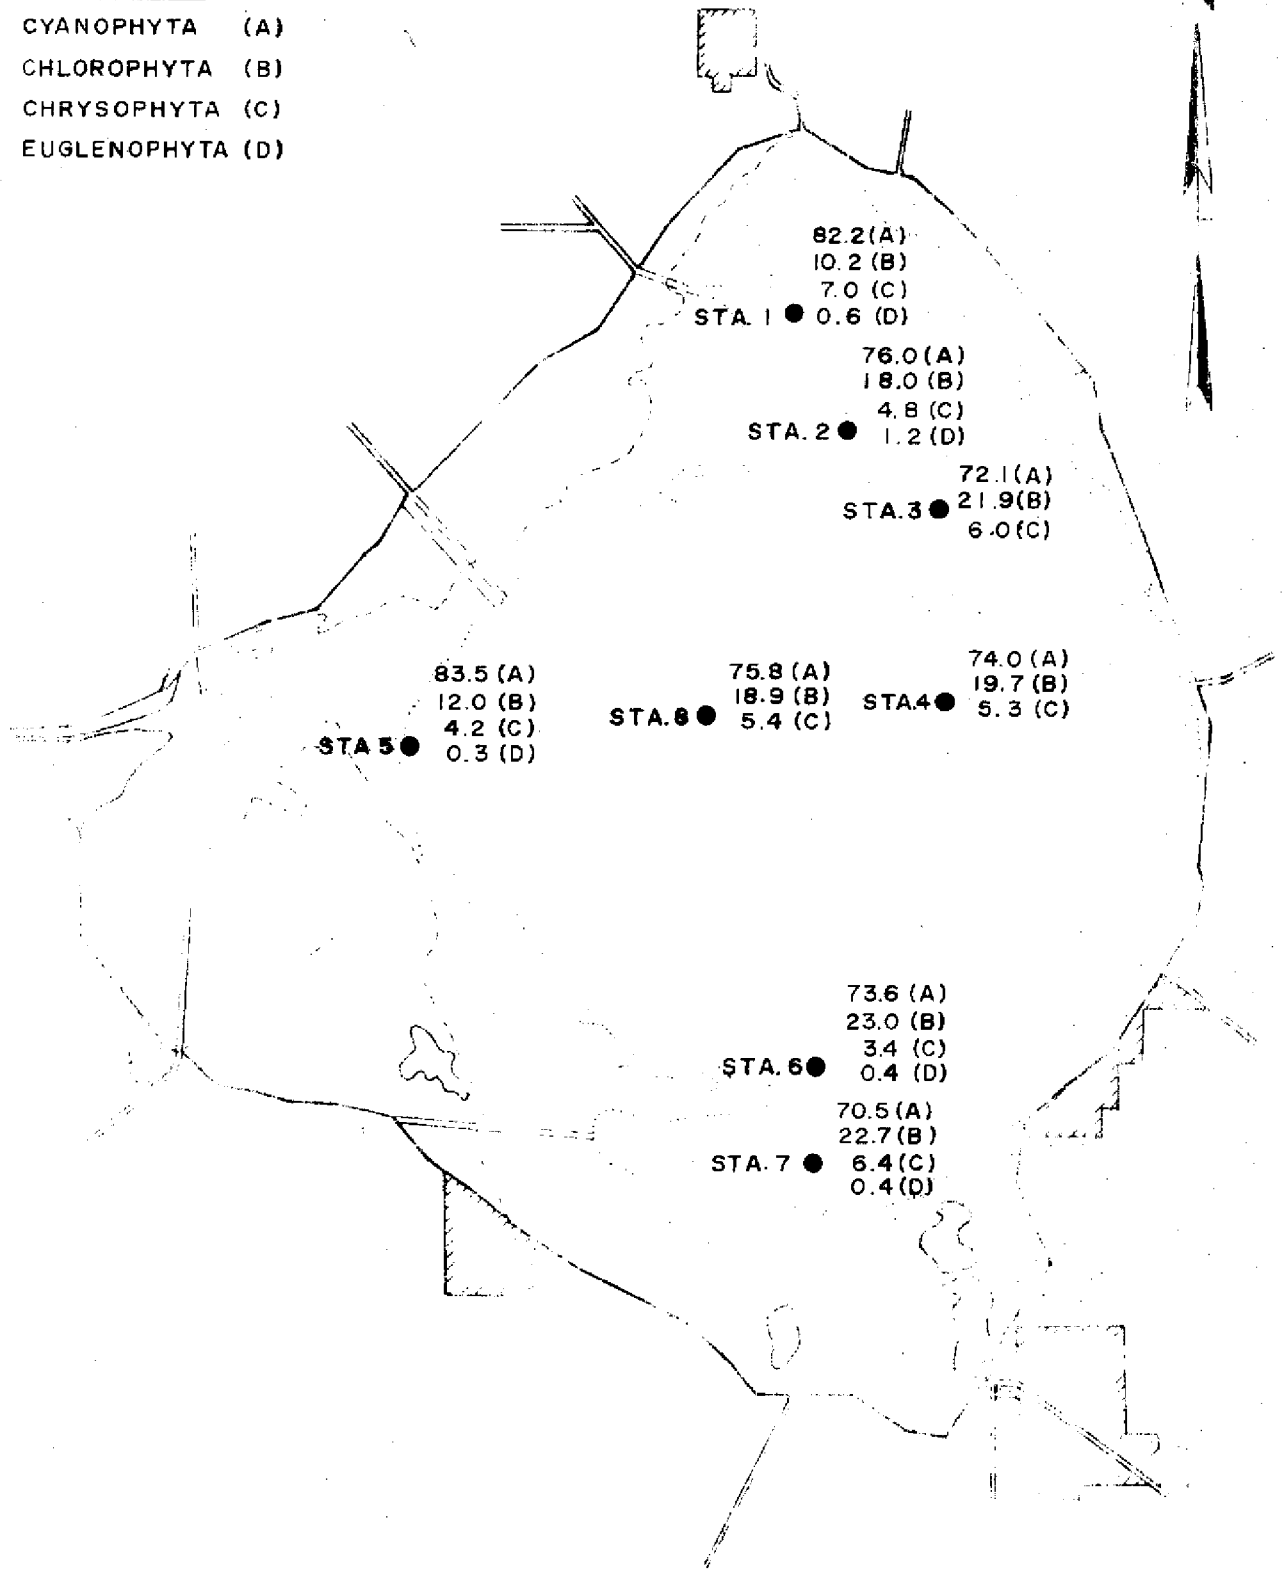 CYANOPHYTA (A)
CHLOROPHYTA (B)
CHRYSOPHYTA (C)
EUGLENOPHYTA (D)
82.2 (A)
10.2 (B)
7.0 (C)
STA. 1 0.6 (D)
76.0 (A)
18.0 (B)
4.8 (C)
STA. 2 1.2 (D)
72.1 (A)
STA. 3 21.9 (B)
6.0 (C)
74.0 (A)
19.7 (B)
STA.4 5.3 (C)
75.8 (A)
18.9 (B)
STA. 8 5.4 (C)
83.5 (A)
12.0 (B)
4.2 (C)
STA 5 0.3 (D)
73.6 (A)
23.0 (B)
3.4 (C)
STA. 6 0.4 (D)
70.5 (A)
22.7 (B)
STA. 7 6.4 (C)
0.4 (D)